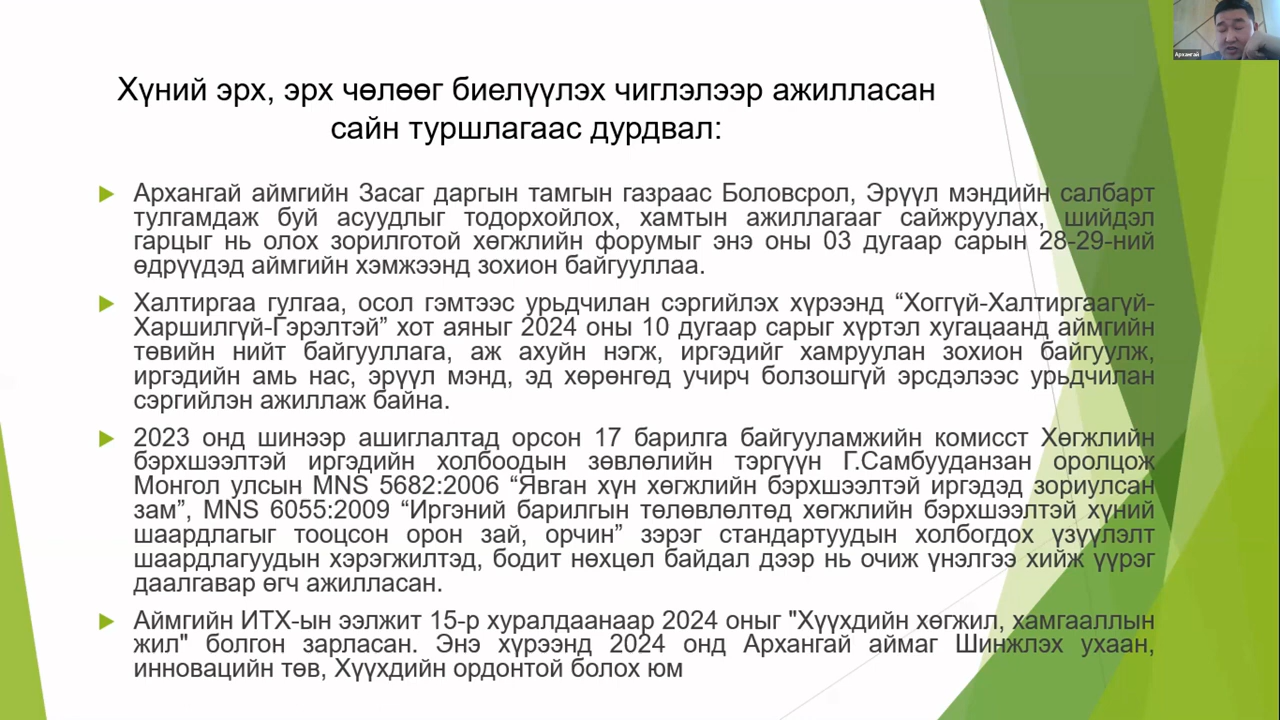 Архангай
Хүний эрх, эрх чөлөөг биелүүлэх чиглэлээр ажилласан
сайн туршлагаас дурдвал:
Архангай аймгийн Засаг даргын тамгын газраас Боловсрол, Эрүүл мэндийн салбарт
тулгамдаж буй асуудлыг тодорхойлох, хамтын ажиллагааг сайжруулах, шийдэл
гарцыг нь олох зорилготой хөгжлийн форумыг энэ оны 03 дугаар сарын 28-29-ний
өдрүүдэд аймгийн хэмжээнд зохион байгууллаа.
Халтиргаа гулгаа, осол гэмтээс урьдчилан сэргийлэх хүрээнд “Хоггүй-Халтиргаагүй-
Харшилгүй-Гэрэлтэй” хот аяныг 2024 оны 10 дугаар сарыг хүртэл хугацаанд аймгийн
төвийн нийт байгууллага, аж ахуйн нэгж, иргэдийг хамруулан зохион байгуулж,
иргэдийн амь нас, эрүүл мэнд, эд хөрөнгөд учирч болзошгүй эрсдэлээс урьдчилан
сэргийлэн ажиллаж байна.
2023 онд шинээр ашиглалтад орсон 17 барилга байгууламжийн комисст Хөгжлийн
бэрхшээлтэй иргэдийн холбоодын зөвлөлийн тэргүүн Г.Самбууданзан оролцож
Монгол улсын MNS 5682:2006 “Явган хүн хөгжлийн бэрхшээлтэй иргэдэд зориулсан
зам”, MNS 6055:2009 “Иргэний барилгын төлөвлөлтөд хөгжлийн бэрхшээлтэй хүний
шаардлагыг тооцсон орон зай, орчин” зэрэг стандартуудын холбогдох үзүүлэлт
шаардлагуудын хэрэгжилтэд, бодит нөхцөл байдал дээр нь очиж үнэлгээ хийж үүрэг
даалгавар өгч ажилласан.
Аймгийн ИТХ-ын ээлжит 15-р хуралдаанаар 2024 оныг "Хүүхдийн хөгжил, хамгааллын
жил" болгон зарласан. Энэ хүрээнд 2024 онд Архангай аймаг Шинжлэх ухаан,
инновацийн төв, Хүүхдийн ордонтой болох юм